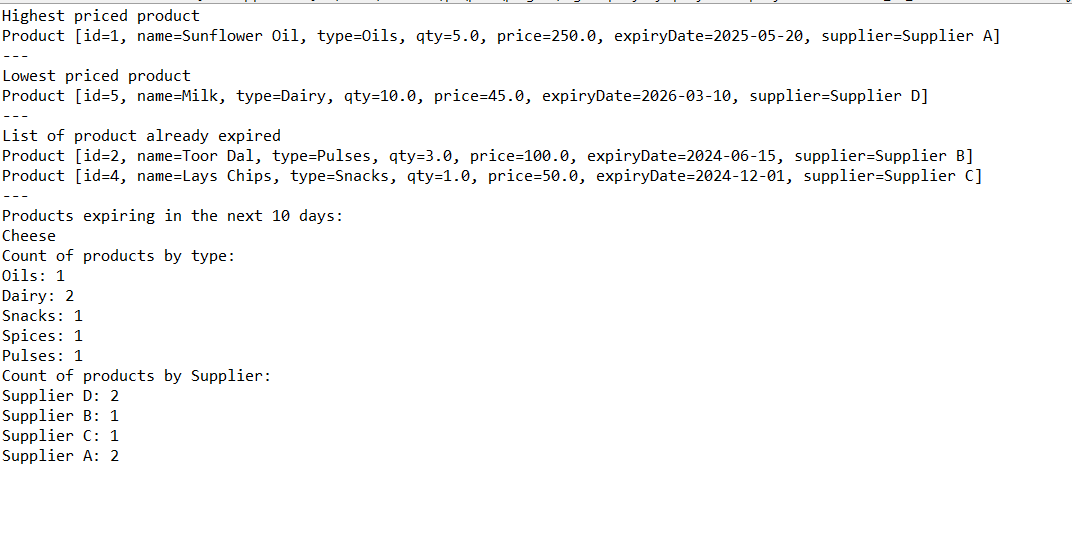 Highest priced product
Product [id=1, name=Sunflower Oil, type=Oils, qty=5.0, price=250.0, expiryDate=2025-05-20, supplier=Supplier A]
---
Lowest priced product
Product [id=5, name=Milk, type=Dairy, qty=10.0, price=45.0, expiryDate=2026-03-10, supplier=Supplier D]
---
List of product already expired
Product [id=2, name=Toor Dal, type=Pulses, qty=3.0, price=100.0, expiryDate=2024-06-15, supplier=Supplier B]
Product [id=4, name=Lays Chips, type=Snacks, qty=1.0, price=50.0, expiryDate=2024-12-01, supplier=Supplier C]
---
Products expiring in the next 10 days:
Cheese
Count of products by type:
Oils: 1
Dairy: 2
Snacks: 1
Spices: 1
Pulses: 1
Count of products by Supplier:
Supplier D: 2
Supplier B: 1
Supplier C: 1
Supplier A: 2